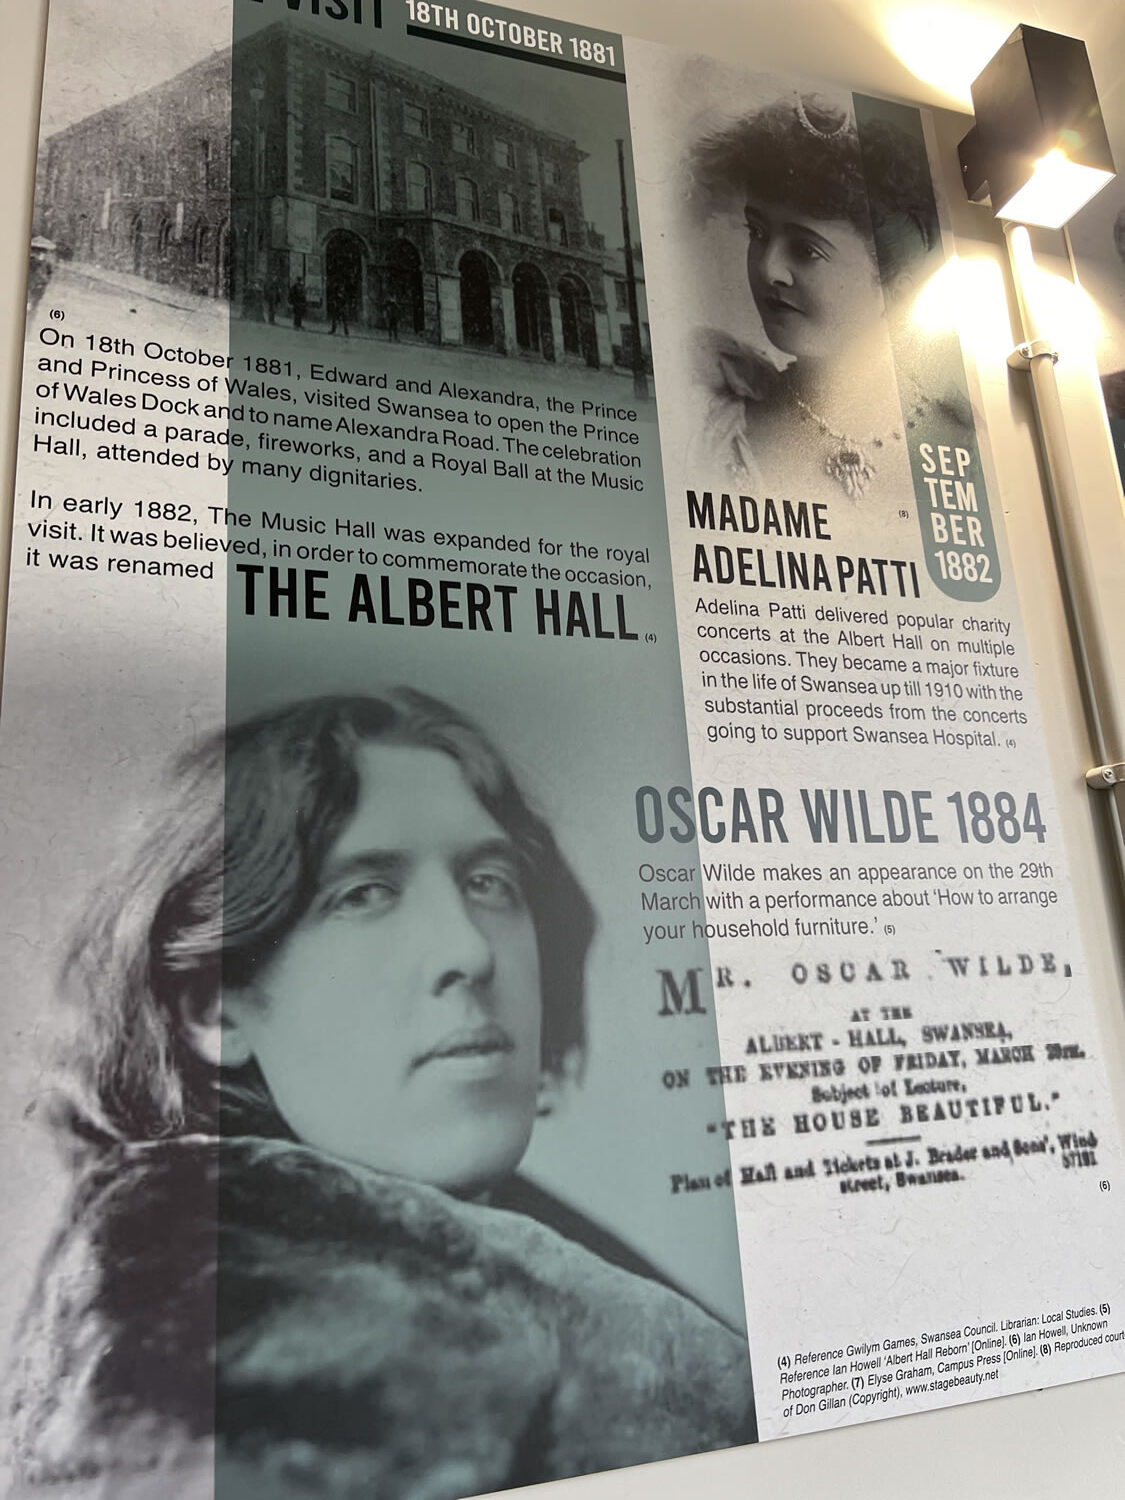 VISIT 18TH OCTOBER 1881
(6)
On 18th October 1881, Edward and Alexandra, the Prince
and Princess of Wales, visited Swansea to open the Prince
of Wales Dock and to name Alexandra Road. The celebration
included a parade, fireworks, and a Royal Ball at the Music
Hall, attended by many dignitaries.
In early 1882, The Music Hall was expanded for the royal
visit. It was believed, in order to commemorate the occasion,
it was renamed THE ALBERT HALL (4)
SEP
TEM
BER
1882
MADAME (8)
ADELINA PATTI
Adelina Patti delivered popular charity
concerts at the Albert Hall on multiple
occasions. They became a major fixture
in the life of Swansea up till 1910 with the
substantial proceeds from the concerts
going to support Swansea Hospital. (4)
OSCAR WILDE 1884
Oscar Wilde makes an appearance on the 29th
March with a performance about ‘How to arrange
your household furniture.’ (5)
MR. OSCAR WILDE,
AT THE
ALBERT - HALL, SWANSEA,
ON THE EVENING OF FRIDAY, MARCH
Subject of Lecture,
"THE HOUSE BEAUTIFUL."
Plan of Hall and Tickets at J. Brader and Sons', Wind
street, Swansea. 57191
(6)
(4) Reference Gwilym Games, Swansea Council. Librarian: Local Studies. (5)
Reference Ian Howell ‘Albert Hall Reborn’ [Online]. (6) Ian Howell, Unknown
Photographer. (7) Elyse Graham, Campus Press [Online]. (8) Reproduced court
of Don Gillan (Copyright), www.stagebeauty.net